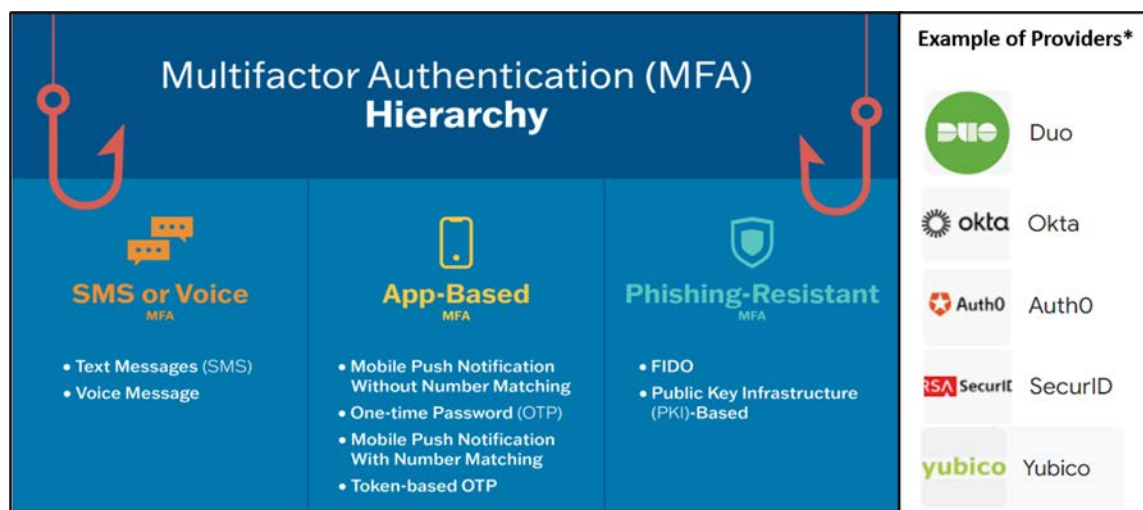 Multifactor Authentication (MFA)
Hierarchy
SMS or Voice
MFA
• Text Messages (SMS)
• Voice Message
App-Based
MFA
• Mobile Push Notification
Without Number Matching
• One-time Password (OTP)
• Mobile Push Notification
With Number Matching
• Token-based OTP
Phishing-Resistant
MFA
• FIDO
• Public Key Infrastructure
(PKI)-Based
Example of Providers*
DUO
Duo
okta
Okta
Auth0
Auth0
RSA SecurID
SecurID
yubico
Yubico